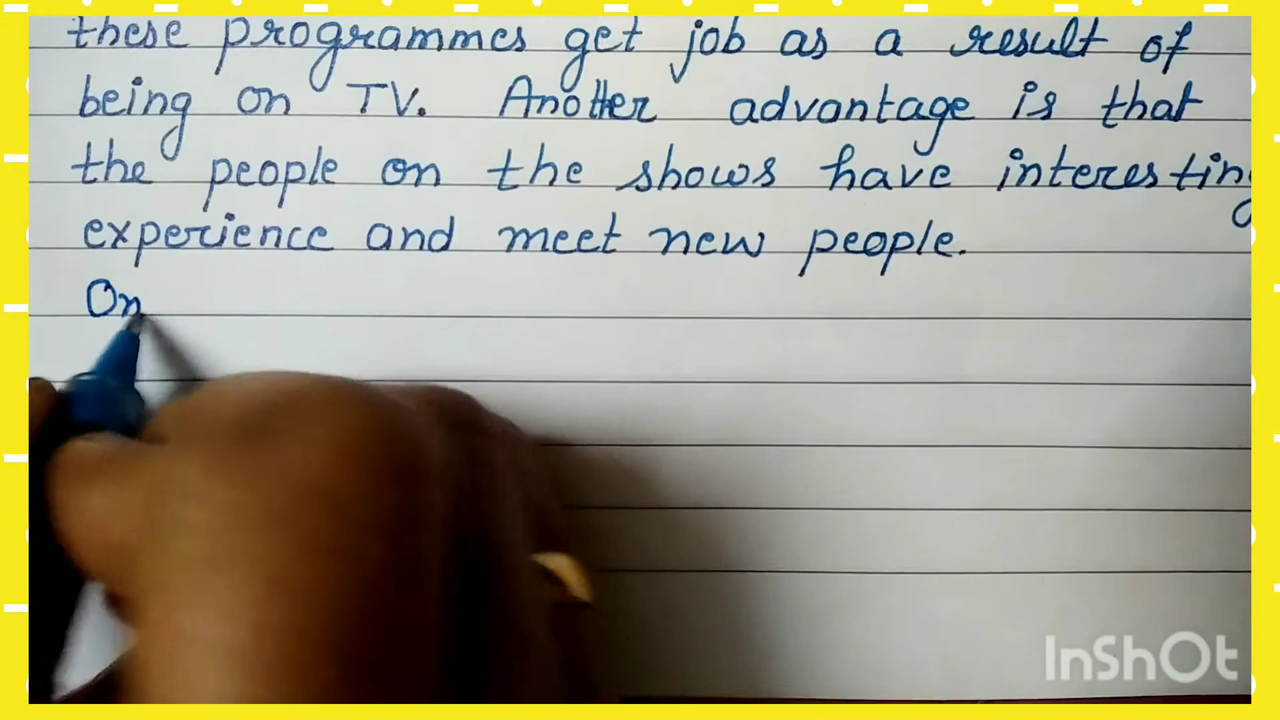 these programmes get job as a result of
being on TV. Another advantage is that
the people on the shows have interesting
experience and meet new people.
On
InShOt